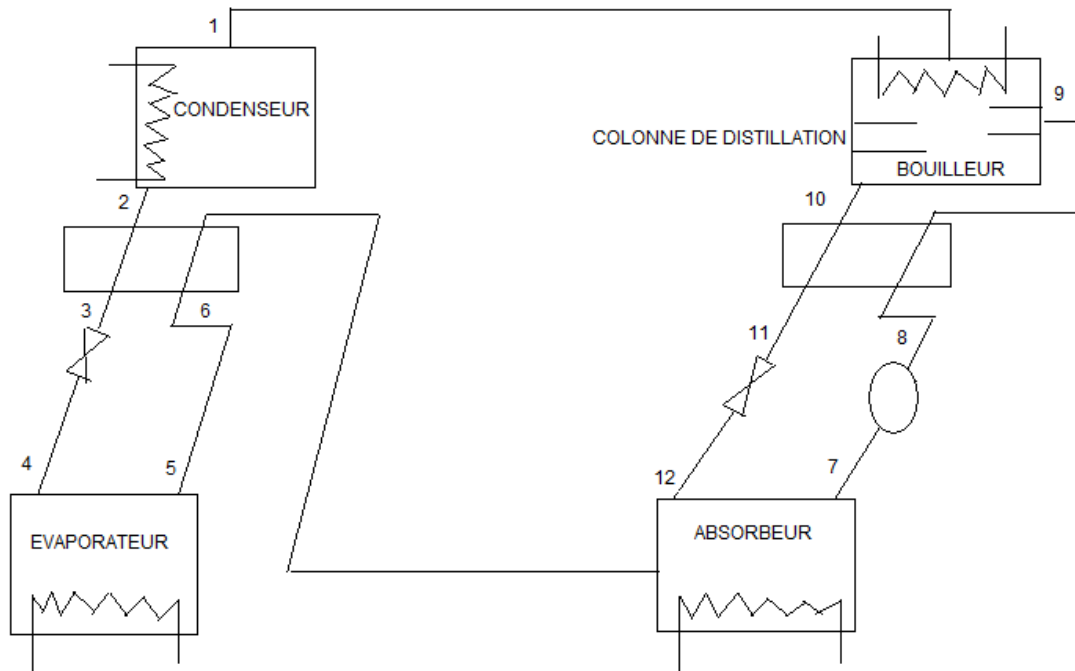 1
9
CONDENSEUR
COLONNE DE DISTILLATION
BOUILLEUR
2
10
3
6
11
8
4
5
12
7
EVAPORATEUR
ABSORBEUR